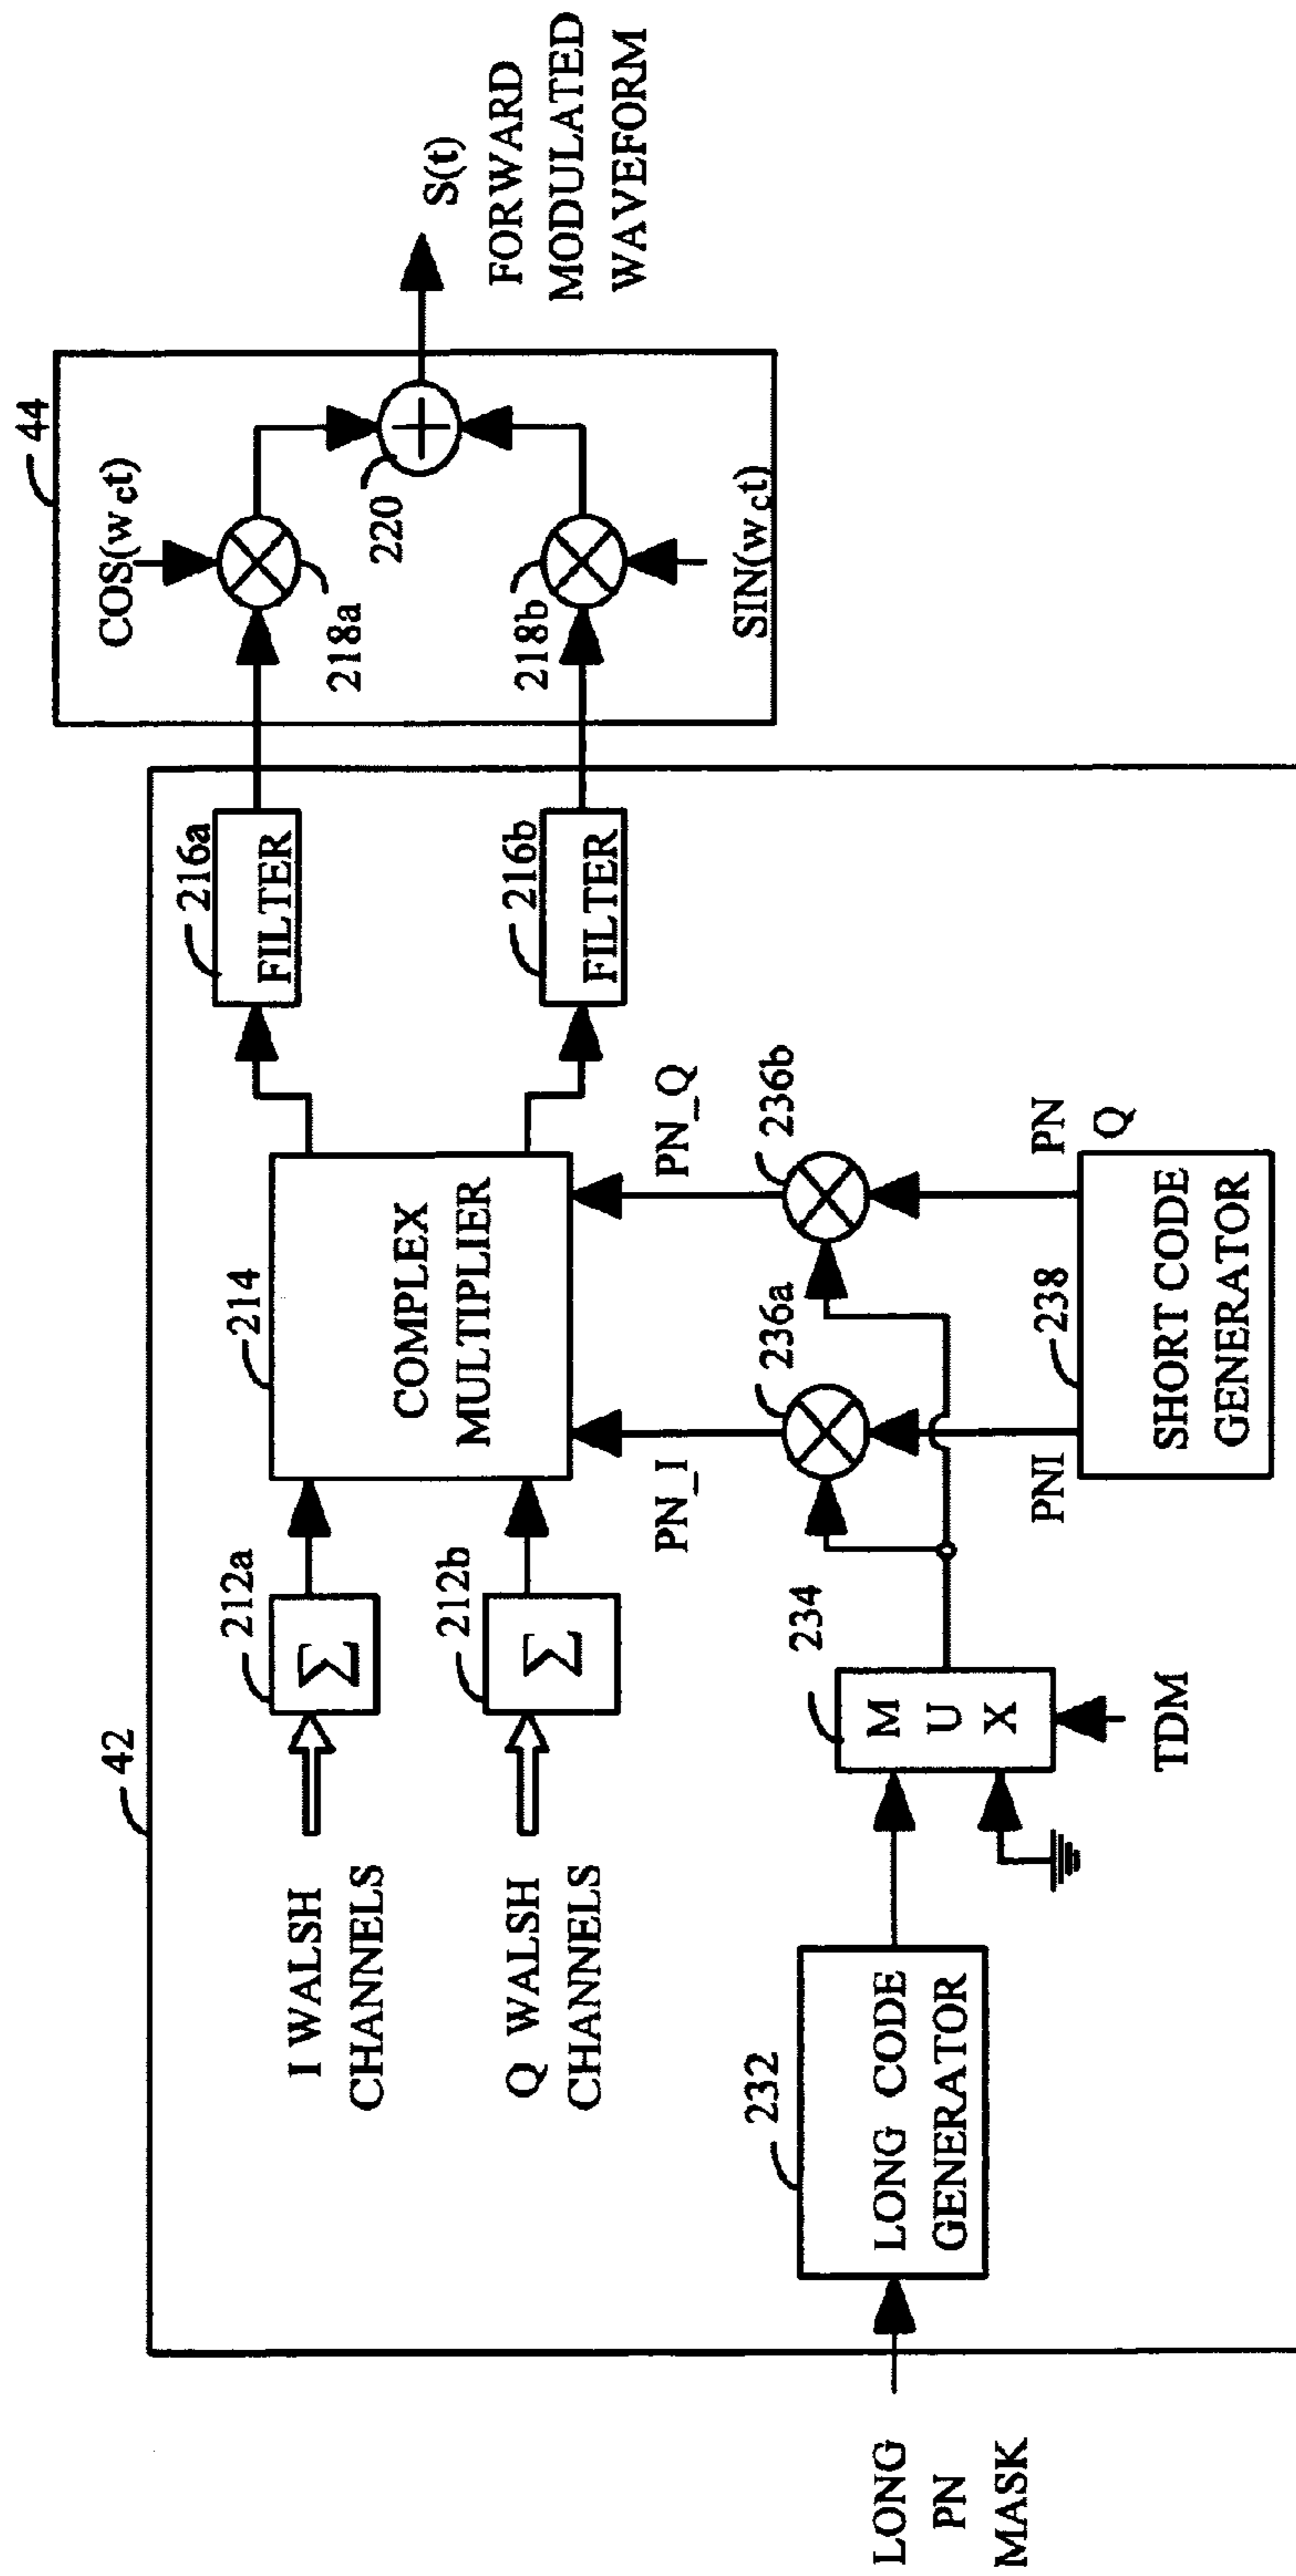 42
44
I WALSH
CHANNELS
212a
Σ
Q WALSH
CHANNELS
212b
Σ
214
COMPLEX
MULTIPLIER
216a
FILTER
216b
FILTER
COS(wct)
218a
218b
SIN(wct)
220
S(t)
FORWARD
MODULATED
WAVEFORM
PN_I
PN_Q
LONG
PN
MASK
232
LONG CODE
GENERATOR
234
M
U
X
TDM
236a
236b
PNI
PN
Q
238
SHORT CODE
GENERATOR